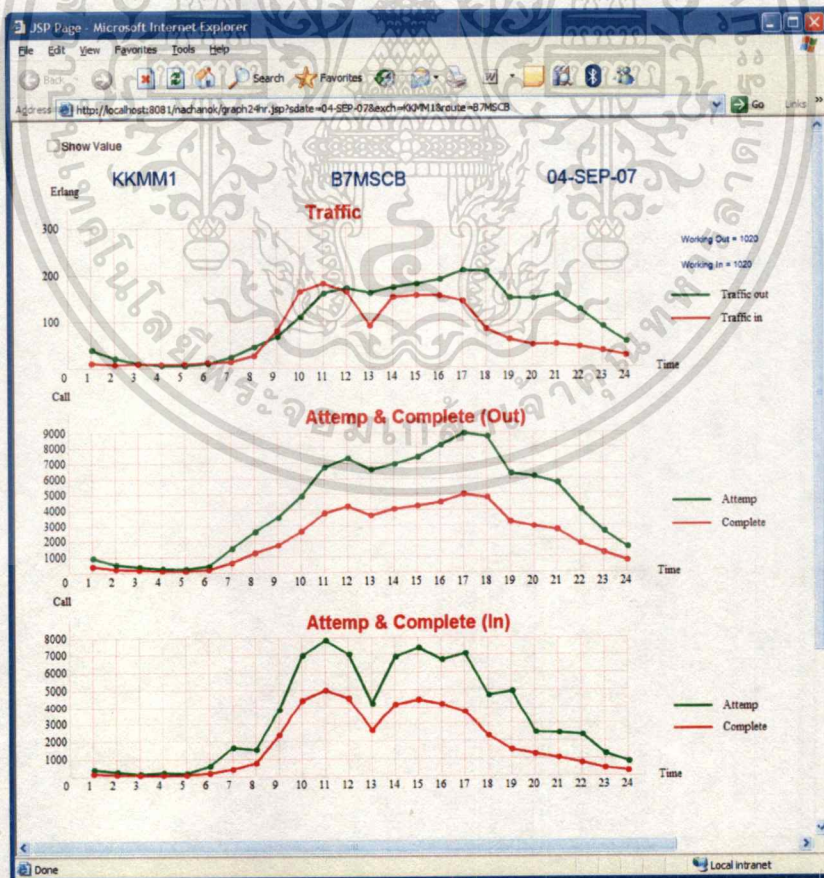 JSP Page - Microsoft Internet Explorer
File Edit View Favorites Tools Help
Back Search Favorites
Address http://localhost:8081/nachanok/graph24hr.jsp?sdate=04-SEP-07&exch=KKMM1&route=B7MSCB Go Links »
Show Value
KKMM1 B7MSCB 04-SEP-07
Erlang
Traffic
300
200
100
0 1 2 3 4 5 6 7 8 9 10 11 12 13 14 15 16 17 18 19 20 21 22 23 24 Time
Working Out = 1020
Working In = 1020
Traffic out
Traffic in
Call
Attemp & Complete (Out)
9000
8000
7000
6000
5000
4000
3000
2000
1000
0 1 2 3 4 5 6 7 8 9 10 11 12 13 14 15 16 17 18 19 20 21 22 23 24 Time
Attemp
Complete
Call
Attemp & Complete (In)
8000
7000
6000
5000
4000
3000
2000
1000
0 1 2 3 4 5 6 7 8 9 10 11 12 13 14 15 16 17 18 19 20 21 22 23 24 Time
Attemp
Complete
Done Local intranet